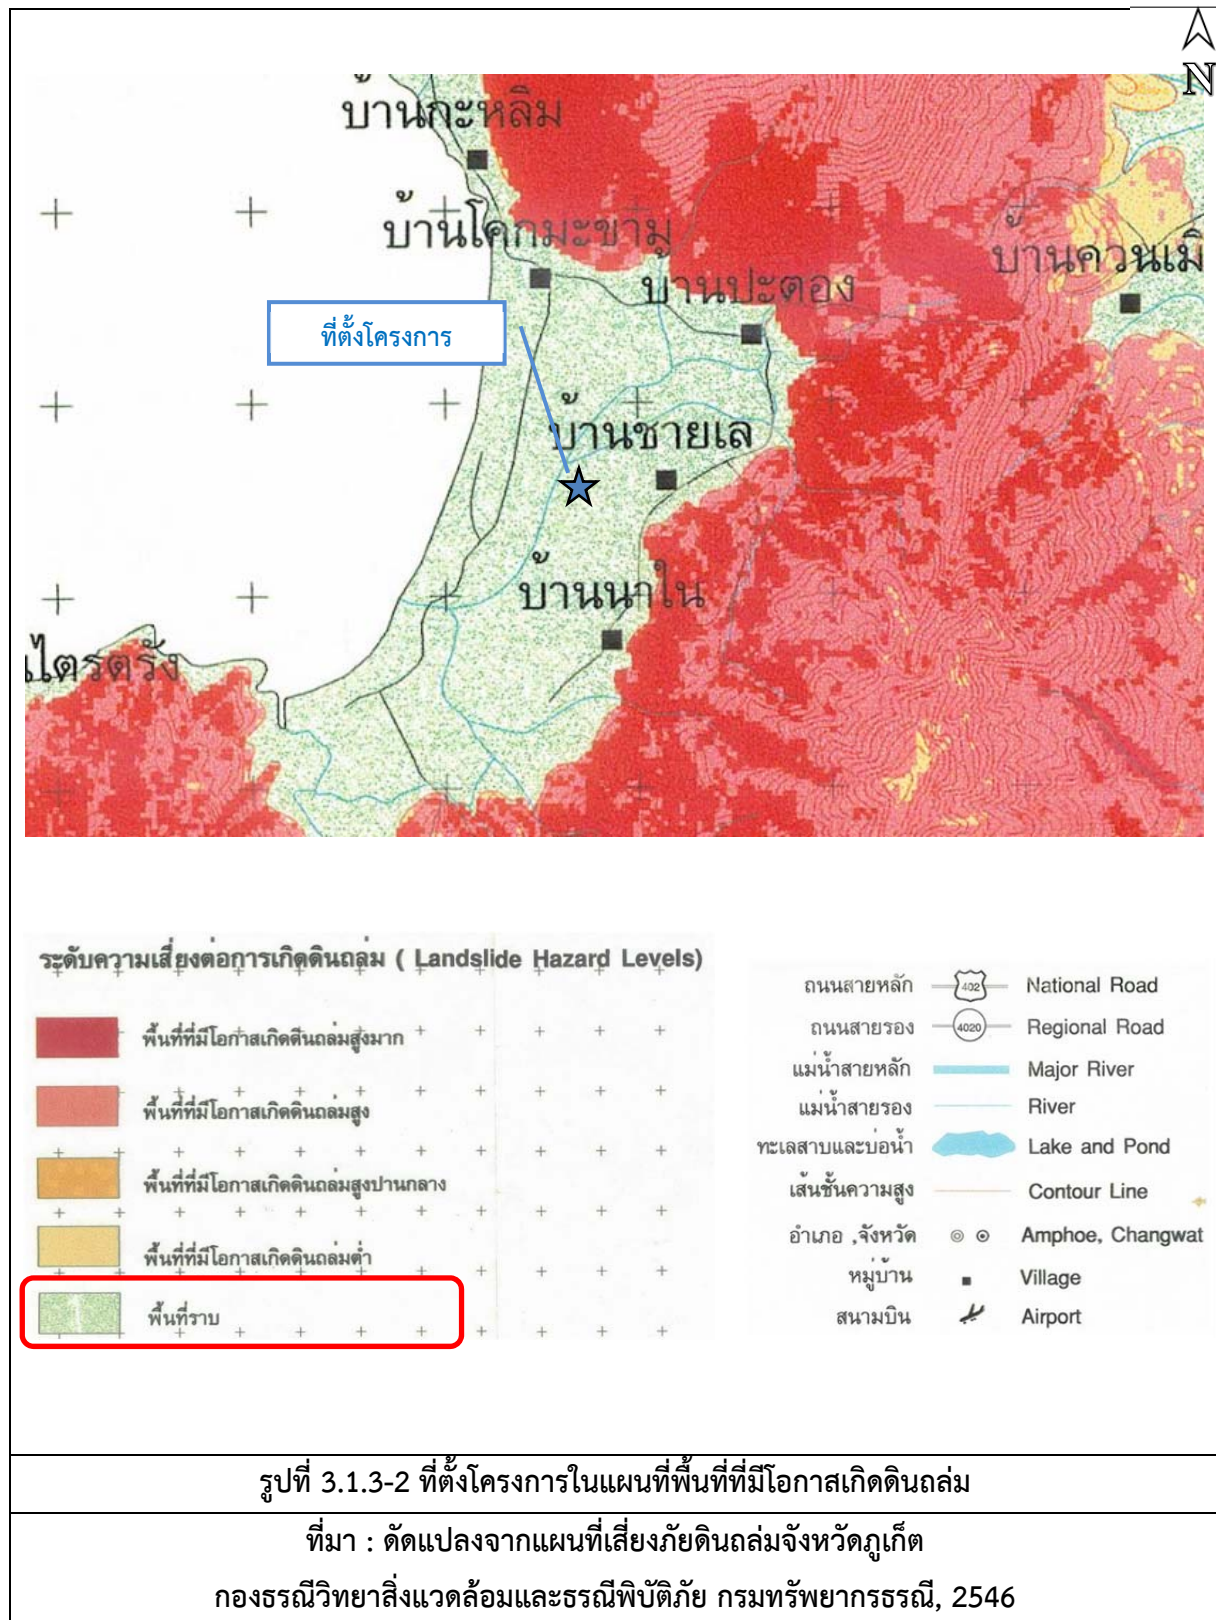 N
บ้านกะหลิม
บ้านโคกมะขาม
บ้านปะตอง
บ้านควนเมิ
ที่ตั้งโครงการ
บ้านชายเล
บ้านนาใน
นไตรตรัง
ระดับความเสี่ยงต่อการเกิดดินถล่ม ( Landslide Hazard Levels)
พื้นที่ที่มีโอกาสเกิดดินถล่มสูงมาก
พื้นที่ที่มีโอกาสเกิดดินถล่มสูง
พื้นที่ที่มีโอกาสเกิดดินถล่มสูงปานกลาง
พื้นที่ที่มีโอกาสเกิดดินถล่มต่ำ
พื้นที่ราบ
ถนนสายหลัก 402 National Road
ถนนสายรอง 4020 Regional Road
แม่น้ำสายหลัก Major River
แม่น้ำสายรอง River
ทะเลสาบและบ่อน้ำ Lake and Pond
เส้นชั้นความสูง Contour Line
อำเภอ ,จังหวัด Amphoe, Changwat
หมู่บ้าน Village
สนามบิน Airport
รูปที่ 3.1.3-2 ที่ตั้งโครงการในแผนที่พื้นที่ที่มีโอกาสเกิดดินถล่ม
ที่มา : ดัดแปลงจากแผนที่เสี่ยงภัยดินถล่มจังหวัดภูเก็ต
กองธรณีวิทยาสิ่งแวดล้อมและธรณีพิบัติภัย กรมทรัพยากรธรณี, 2546